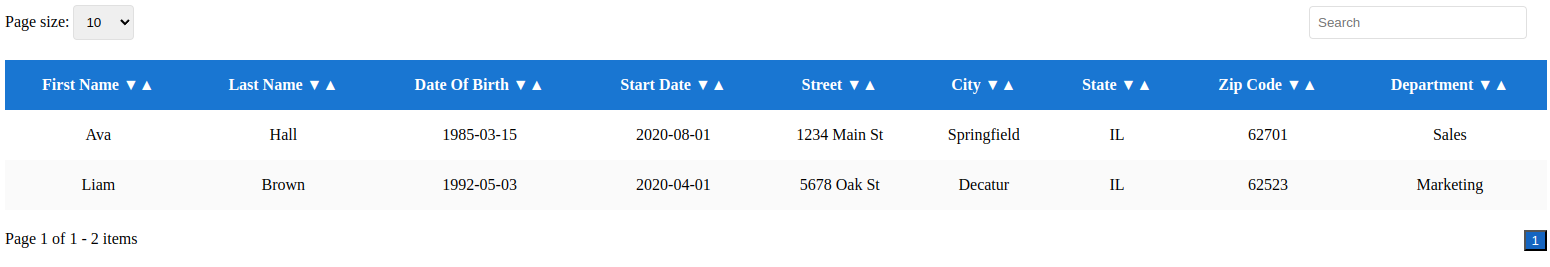 Page size: 10 Search
First Name ▼▲ Last Name ▼▲ Date Of Birth ▼▲ Start Date ▼▲ Street ▼▲ City ▼▲ State ▼▲ Zip Code ▼▲ Department ▼▲
Ava Hall 1985-03-15 2020-08-01 1234 Main St Springfield IL 62701 Sales
Liam Brown 1992-05-03 2020-04-01 5678 Oak St Decatur IL 62523 Marketing
Page 1 of 1 - 2 items 1